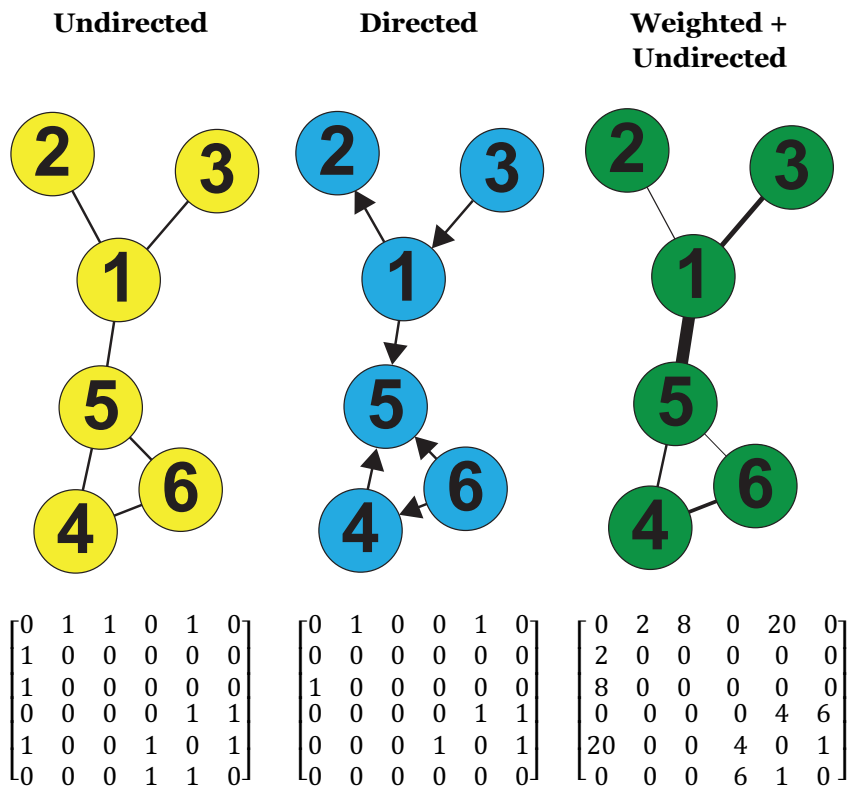 Undirected
Directed
Weighted +
Undirected
2
3
1
5
6
4
2
3
1
5
6
4
2
3
1
5
6
4
0 1 1 0 1 0
1 0 0 0 0 0
1 0 0 0 0 0
0 0 0 0 1 1
1 0 0 1 0 1
0 0 0 1 1 0
0 1 0 0 1 0
0 0 0 0 0 0
1 0 0 0 0 0
0 0 0 0 1 1
0 0 0 1 0 1
0 0 0 0 0 0
0 2 8 0 20 0
2 0 0 0 0 0
8 0 0 0 0 0
0 0 0 0 4 6
20 0 0 4 0 1
0 0 0 6 1 0